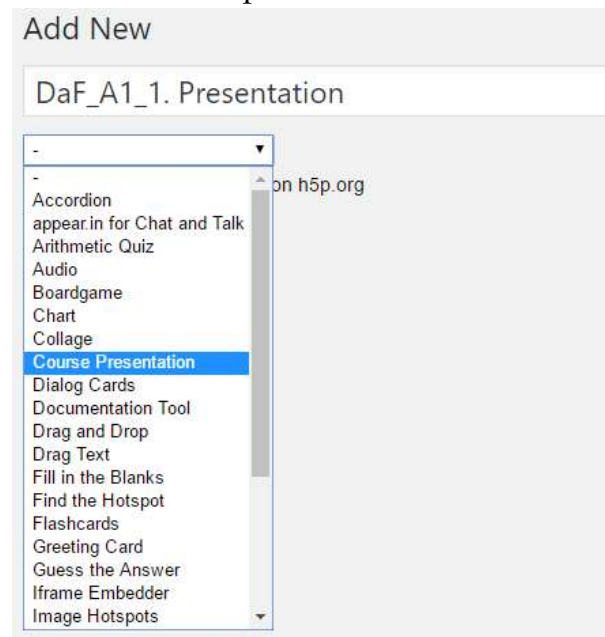 Add New
DaF_A1_1. Presentation
-
-
on h5p.org
Accordion
appear.in for Chat and Talk
Arithmetic Quiz
Audio
Boardgame
Chart
Collage
Course Presentation
Dialog Cards
Documentation Tool
Drag and Drop
Drag Text
Fill in the Blanks
Find the Hotspot
Flashcards
Greeting Card
Guess the Answer
Iframe Embedder
Image Hotspots